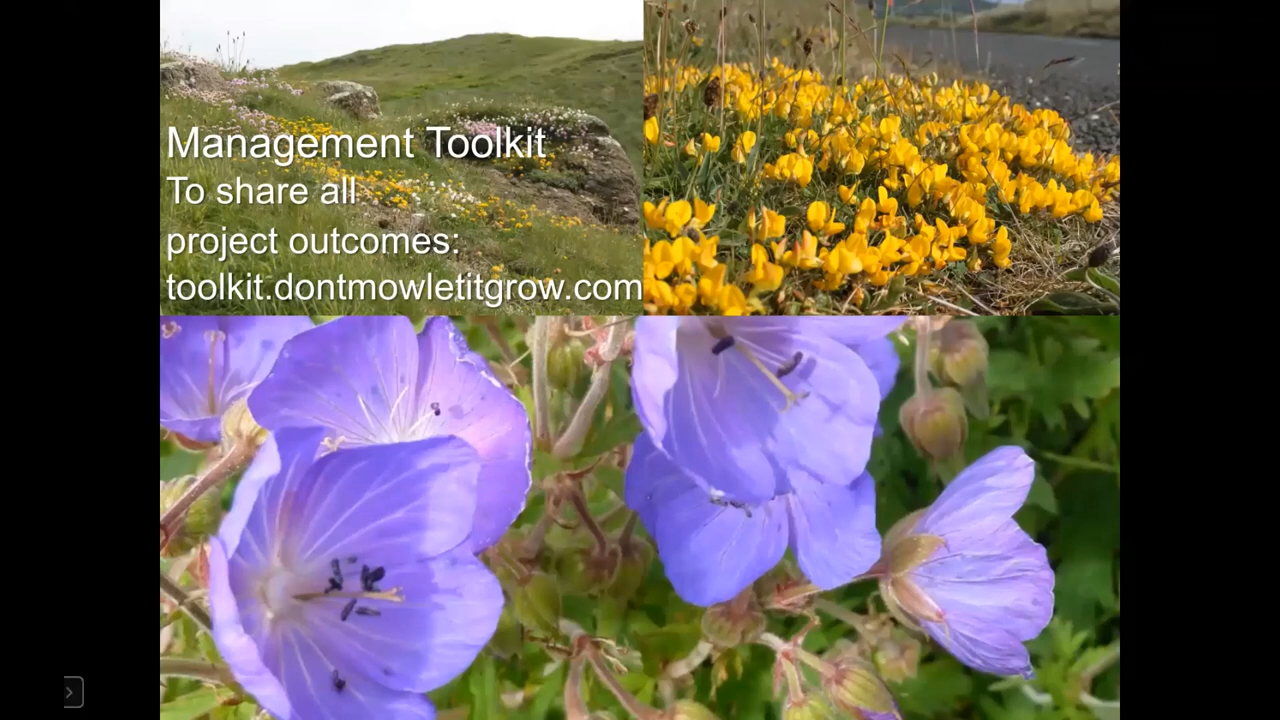 Management Toolkit
To share all
project outcomes:
toolkit.dontmowletitgrow.com